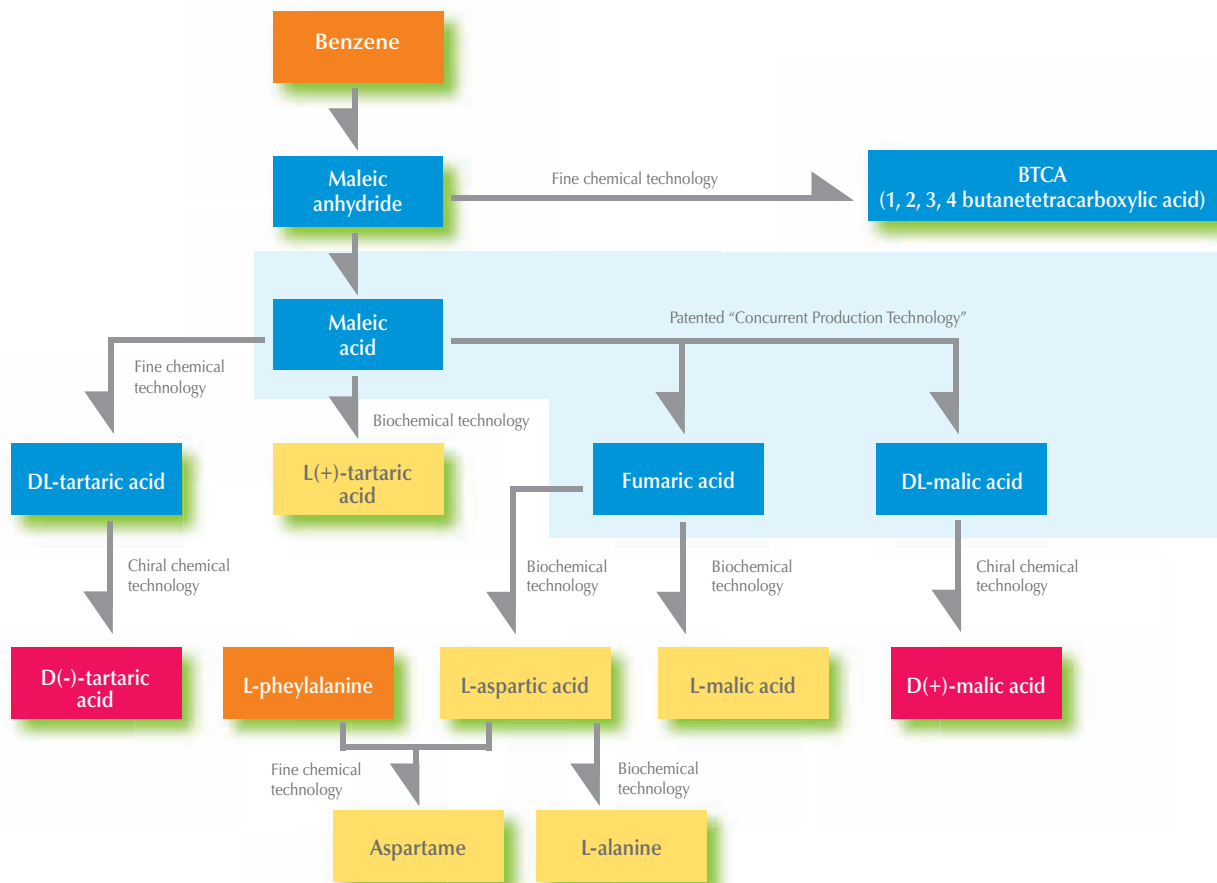 Benzene
Maleic
anhydride
Fine chemical technology
BTCA
(1, 2, 3, 4 butanetetracarboxylic acid)
Maleic
acid
Patented “Concurrent Production Technology”
Fine chemical
technology
Biochemical technology
DL-tartaric acid
L(+)-tartaric
acid
Fumaric acid
DL-malic acid
Chiral chemical
technology
Biochemical
technology
Biochemical
technology
Chiral chemical
technology
D(-)-tartaric
acid
L-pheylalanine
L-aspartic acid
L-malic acid
D(+)-malic acid
Fine chemical
technology
Biochemical
technology
Aspartame
L-alanine